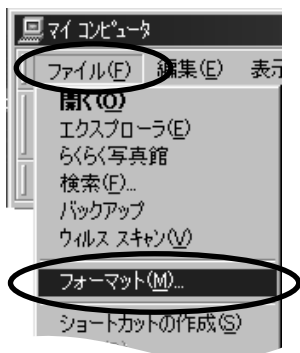 マイ コンピュータ
ファイル(F) 編集(E) 表示
開く(O)
エクスプローラ(E)
らくらく写真館
検索(F)...
バックアップ
ウィルス スキャン(V)
フォーマット(M)...
ショートカットの作成(S)